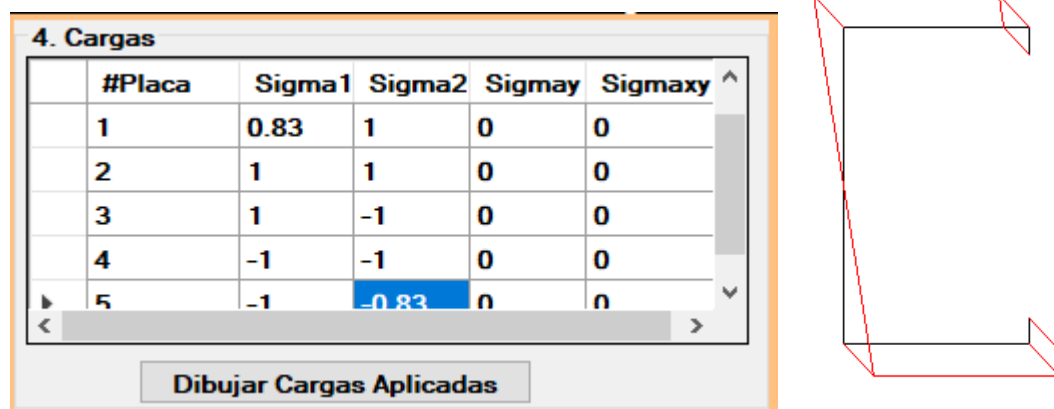 4. Cargas
#Placa Sigma1 Sigma2 Sigmay Sigmaxy
1 0.83 1 0 0
2 1 1 0 0
3 1 -1 0 0
4 -1 -1 0 0
5 -1 -0.83 0 0
Dibujar Cargas Aplicadas